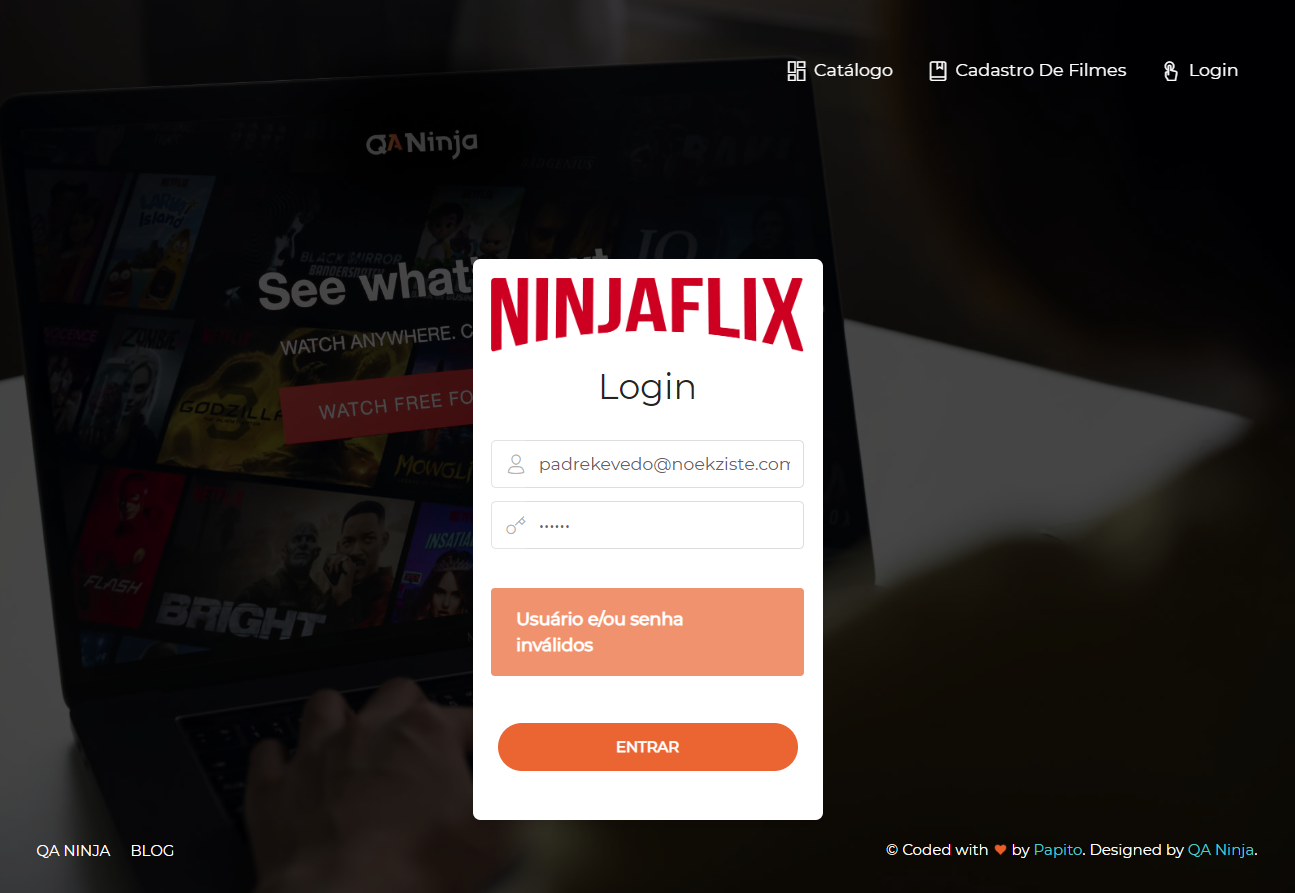 Catálogo
Cadastro De Filmes
Login
QA Ninja
BLACK MIRROR
BANDERSNATCH
See what'
WATCH ANYWHERE. C
WATCH FREE FO
ZOMBIE
GODZILLA
MOWGLI
FLASH
BRIGHT
INSATIA
NINJAFLIX
Login
padrekevedo@noekziste.com
••••••
Usuário e/ou senha
inválidos
ENTRAR
QA NINJA
BLOG
© Coded with ♥ by Papito. Designed by QA Ninja.